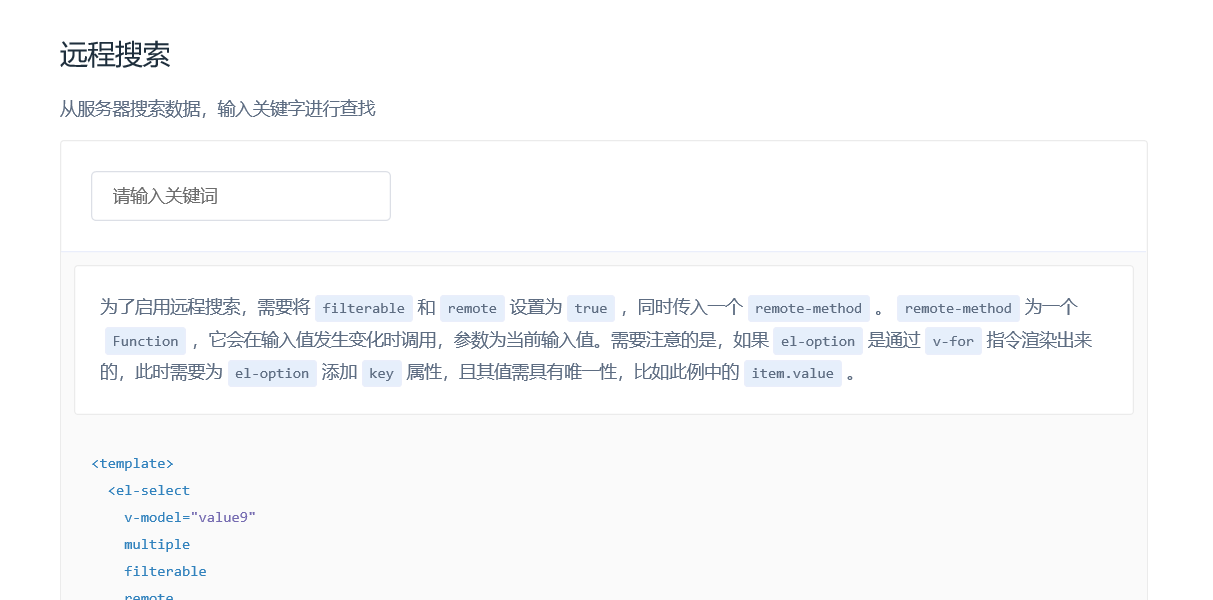 远程搜索
从服务器搜索数据，输入关键字进行查找
请输入关键词
为了启用远程搜索，需要将 filterable 和 remote 设置为 true ，同时传入一个 remote-method 。 remote-method 为一个
Function ，它会在输入值发生变化时调用，参数为当前输入值。需要注意的是，如果 el-option 是通过 v-for 指令渲染出来
的，此时需要为 el-option 添加 key 属性，且其值需具有唯一性，比如此例中的 item.value 。
<template>
<el-select
v-model="value9"
multiple
filterable
remote